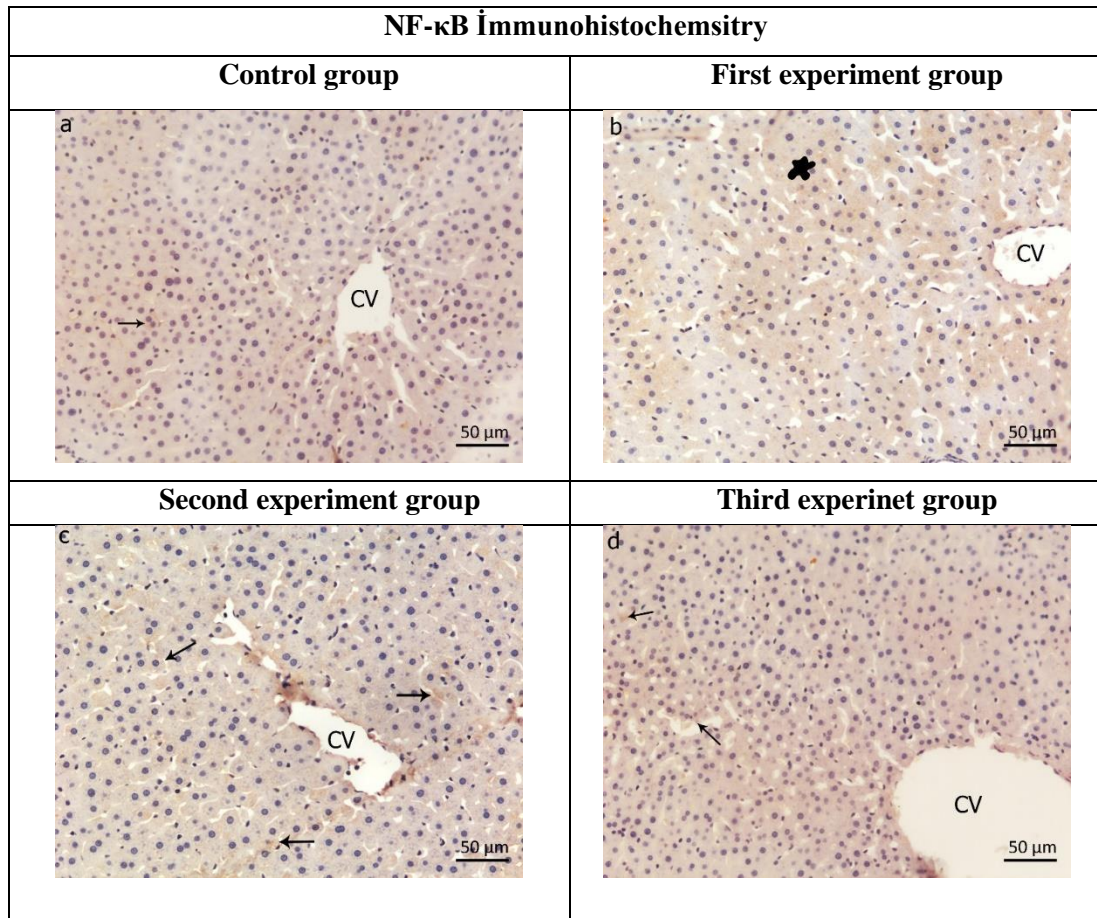 NF-κB İmmunohistochemsitry
Control group
First experiment group
a
CV
50 µm
b
CV
50 µm
Second experiment group
Third experinet group
c
CV
50 µm
d
CV
50 µm